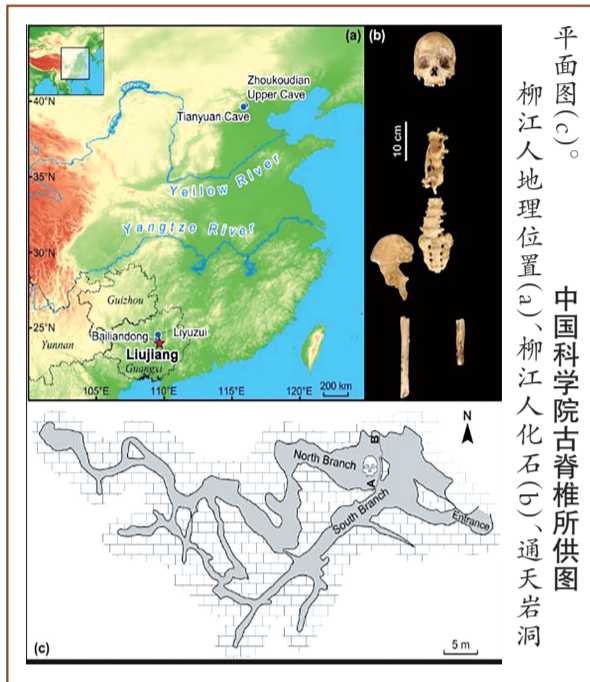 (a)
40°N
35°N
30°N
25°N
105°E
110°E
115°E
120°E
200 km
Zhoukoudian
Upper Cave
Tianyuan Cave
Yellow River
Yangtze River
Guizhou
Yunnan
Bailiandong
Liyuzui
Liujiang
Guangxi
(b)
10 cm
(c)
N
North Branch
B
A
South Branch
Entrance
5 m
柳江人地理位置(a)、柳江人化石(b)、通天岩洞
平面图(c)。
中国科学院古脊椎所供图